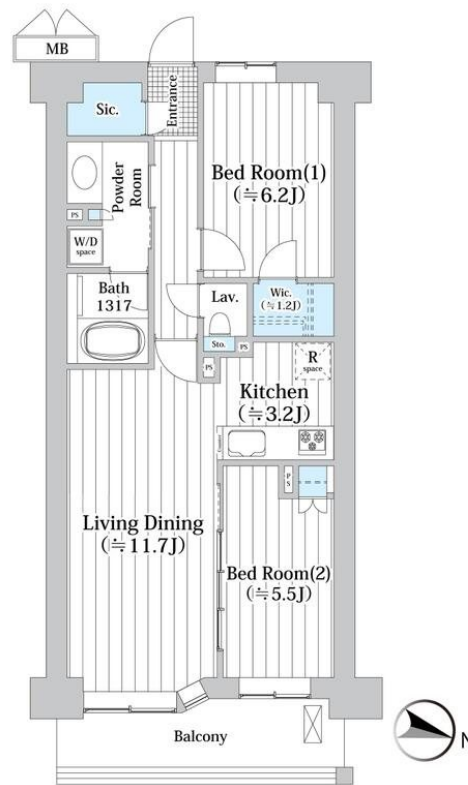 MB
Sic.
Entrance
Bed Room(1)
(≒6.2J)
Powder
Room
PS
W/D
space
Bath
1317
Lav.
Wic.
(≒1.2J)
Sto.
PS
PS
R
space
Kitchen
(≒3.2J)
Counter
PS
Living Dining
(≒11.7J)
Bed Room(2)
(≒5.5J)
Balcony
N